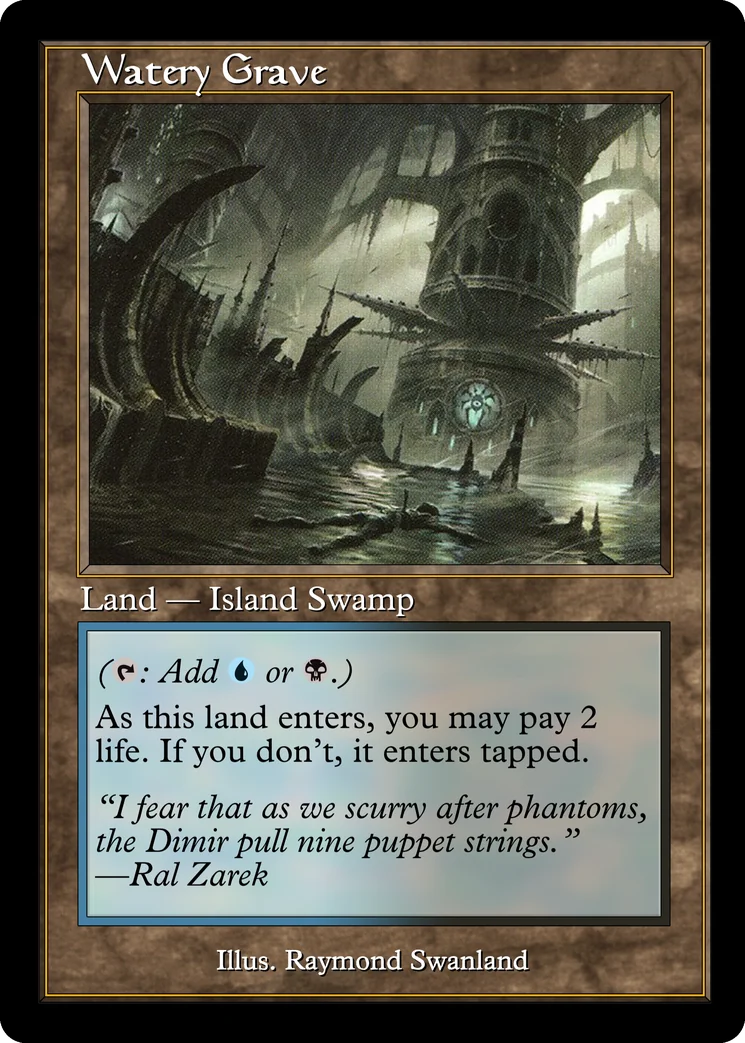 Watery Grave
Land — Island Swamp
(: Add or .)
As this land enters, you may pay 2
life. If you don't, it enters tapped.
“I fear that as we scurry after phantoms,
the Dimir pull nine puppet strings.”
—Ral Zarek
Illus. Raymond Swanland